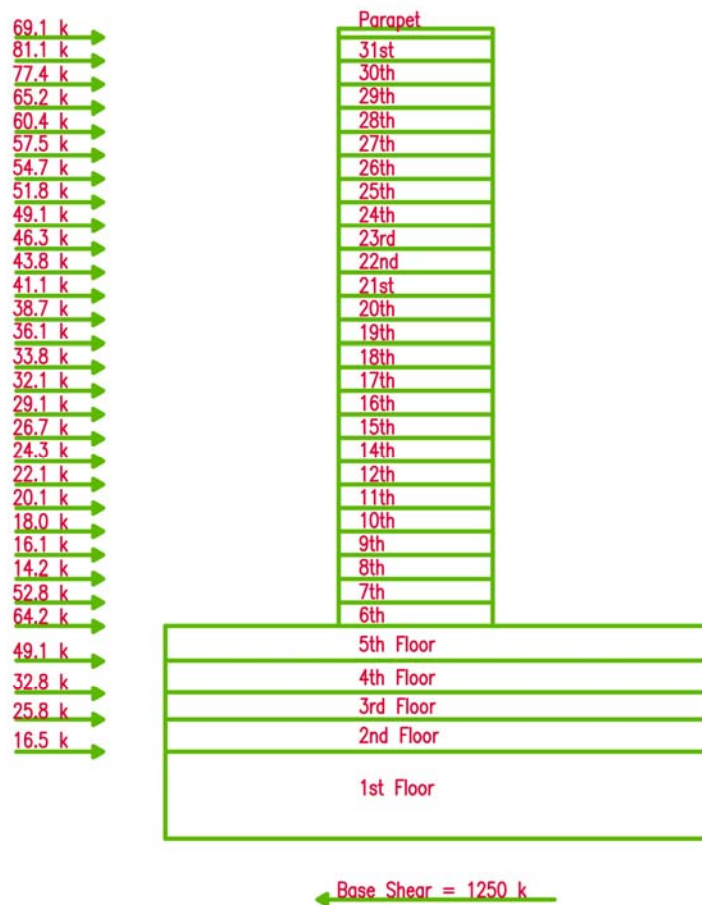 69.1 k
Parapet
81.1 k
31st
77.4 k
30th
65.2 k
29th
60.4 k
28th
57.5 k
27th
54.7 k
26th
51.8 k
25th
49.1 k
24th
46.3 k
23rd
43.8 k
22nd
41.1 k
21st
38.7 k
20th
36.1 k
19th
33.8 k
18th
32.1 k
17th
29.1 k
16th
26.7 k
15th
24.3 k
14th
22.1 k
12th
20.1 k
11th
18.0 k
10th
16.1 k
9th
14.2 k
8th
52.8 k
7th
64.2 k
6th
49.1 k
5th Floor
32.8 k
4th Floor
25.8 k
3rd Floor
16.5 k
2nd Floor
1st Floor
Base Shear = 1250 k